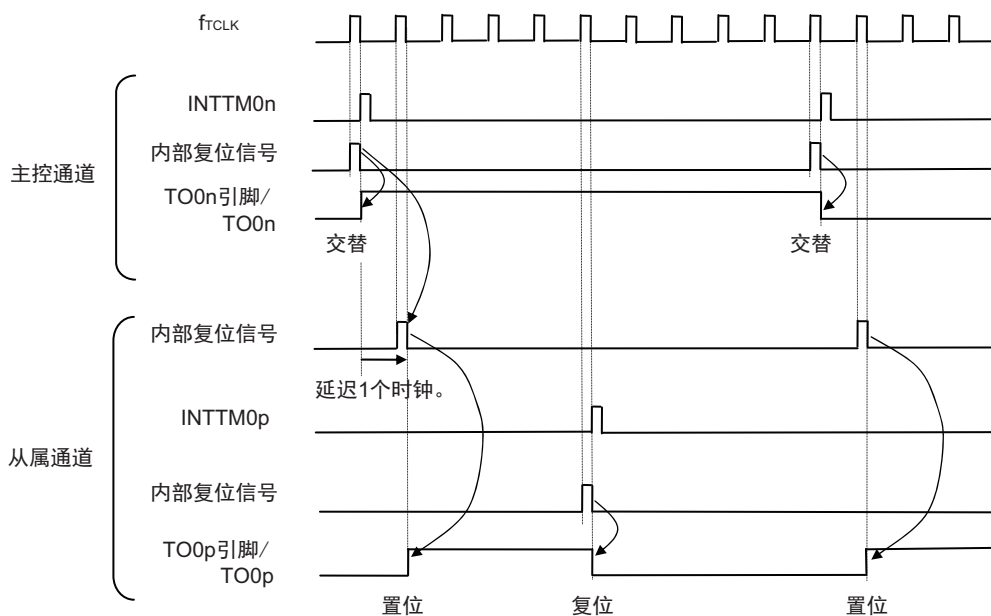 fTCLK
主控通道
INTTM0n
内部复位信号
TO0n引脚/
TO0n
交替
交替
从属通道
内部复位信号
延迟1个时钟。
INTTM0p
内部复位信号
TO0p引脚/
TO0p
置位
复位
置位